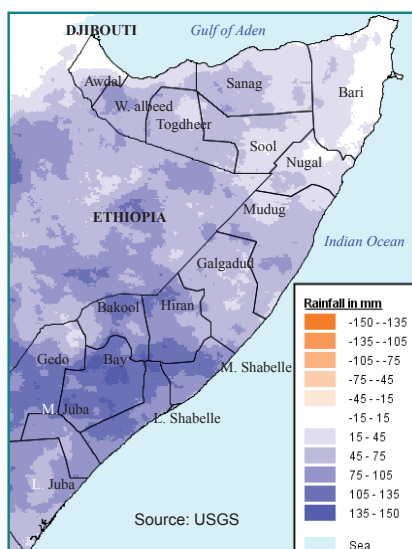 DJIBOUTI
Gulf of Aden
Awdal
Sanag
Bari
W. albeed
Togdheer
Sool
Nugal
ETHIOPIA
Mudug
Indian Ocean
Galgadud
Bakool
Hiran
Gedo
Bay
M. Shabelle
M. Juba
L. Shabelle
L. Juba
Source: USGS
Rainfall in mm
-150 - -135
-135 - -105
-105 - -75
-75 - -45
-45 - -15
-15 - 15
15 - 45
45 - 75
75 - 105
105 - 135
135 - 150
Sea